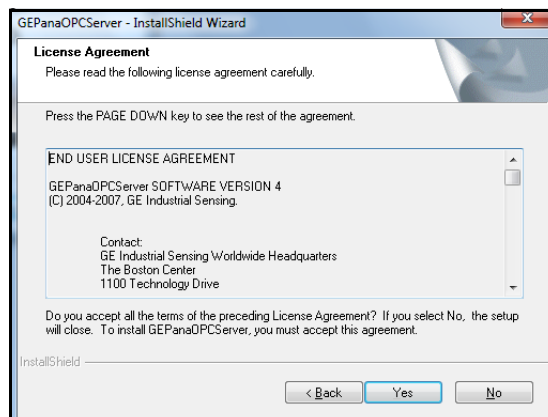 GEPanaOPCServer - InstallShield Wizard
License Agreement
Please read the following license agreement carefully.
Press the PAGE DOWN key to see the rest of the agreement.
END USER LICENSE AGREEMENT
GEPanaOPCServer SOFTWARE VERSION 4
(C) 2004-2007, GE Industrial Sensing.
Contact:
GE Industrial Sensing Worldwide Headquarters
The Boston Center
1100 Technology Drive
Do you accept all the terms of the preceding License Agreement? If you select No, the setup
will close. To install GEPanaOPCServer, you must accept this agreement.
InstallShield
< Back Yes No